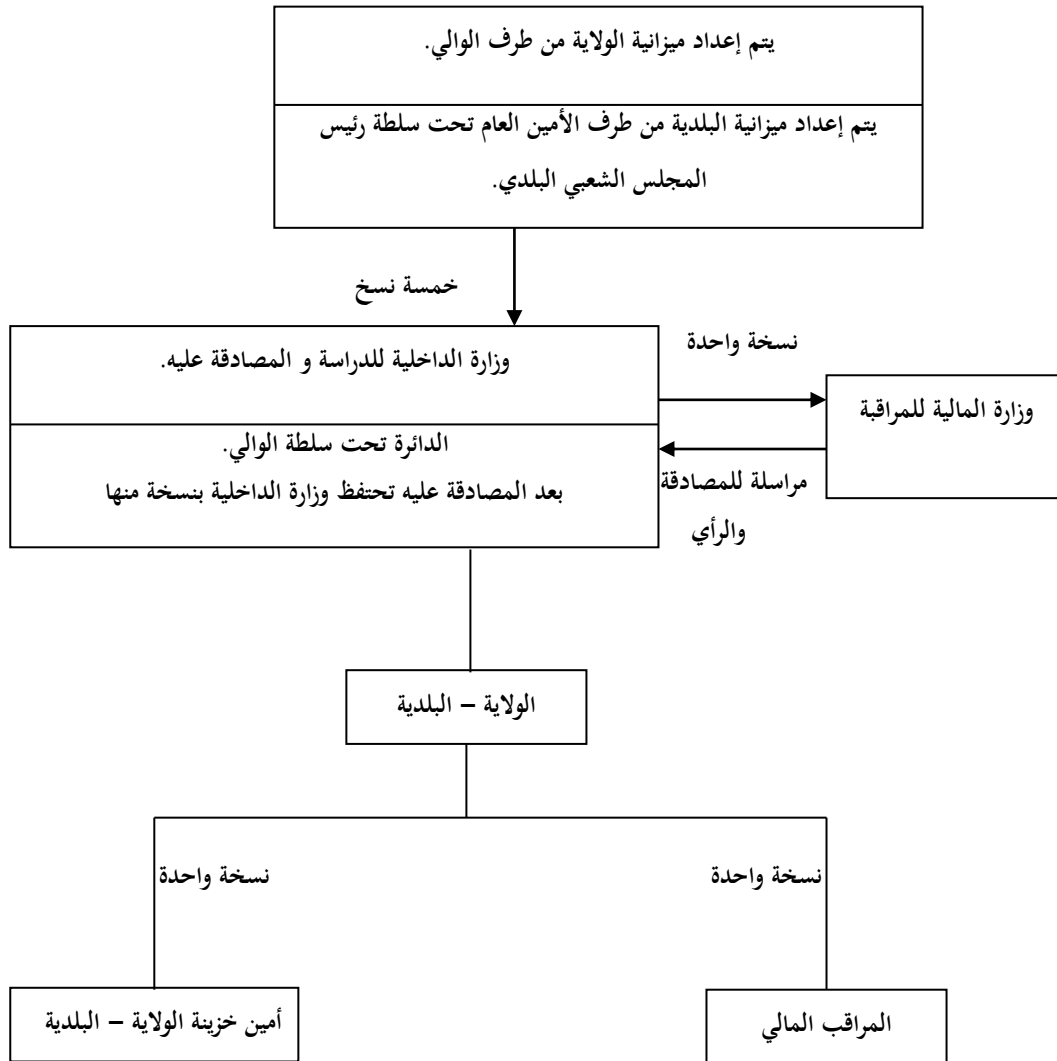 يتم إعداد ميزانية الولاية من طرف الوالي.
يتم إعداد ميزانية البلدية من طرف الأمين العام تحت سلطة رئيس
المجلس الشعبي البلدي.
خمسة نسخ
نسخة واحدة
وزارة الداخلية للدراسة و المصادقة عليه.
وزارة المالية للمراقبة
الدائرة تحت سلطة الوالي.
بعد المصادقة عليه تحتفظ وزارة الداخلية بنسخة منها
مراسلة للمصادقة
والرأي
الولاية – البلدية
نسخة واحدة
نسخة واحدة
المراقب المالي
أمين خزينة الولاية – البلدية